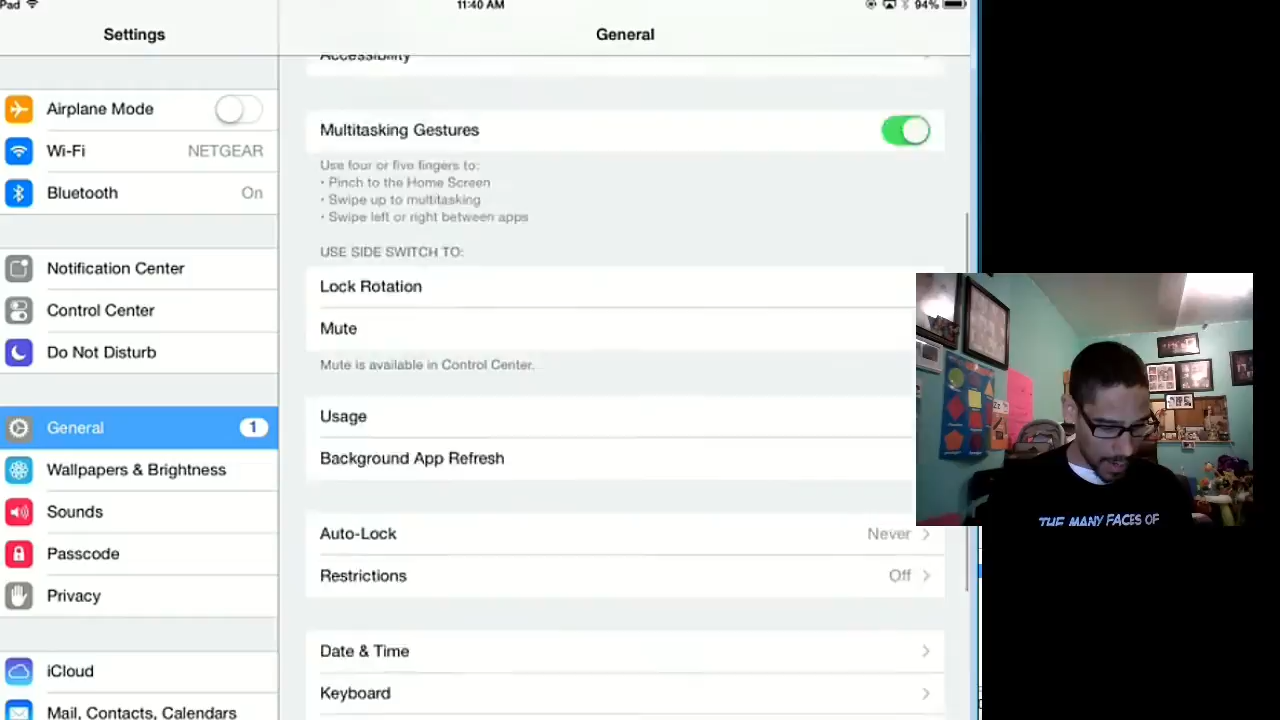 Pad
11:40 AM
94%
Settings
General
Accessibility
Airplane Mode
Wi-Fi
NETGEAR
Bluetooth
On
Notification Center
Control Center
Do Not Disturb
General
1
Wallpapers & Brightness
Sounds
Passcode
Privacy
iCloud
Mail, Contacts, Calendars
Multitasking Gestures
Use four or five fingers to:
• Pinch to the Home Screen
• Swipe up to multitasking
• Swipe left or right between apps
USE SIDE SWITCH TO:
Lock Rotation
Mute
Mute is available in Control Center.
Usage
Background App Refresh
Auto-Lock
Never
Restrictions
Off
Date & Time
Keyboard
THE MANY FACES OF